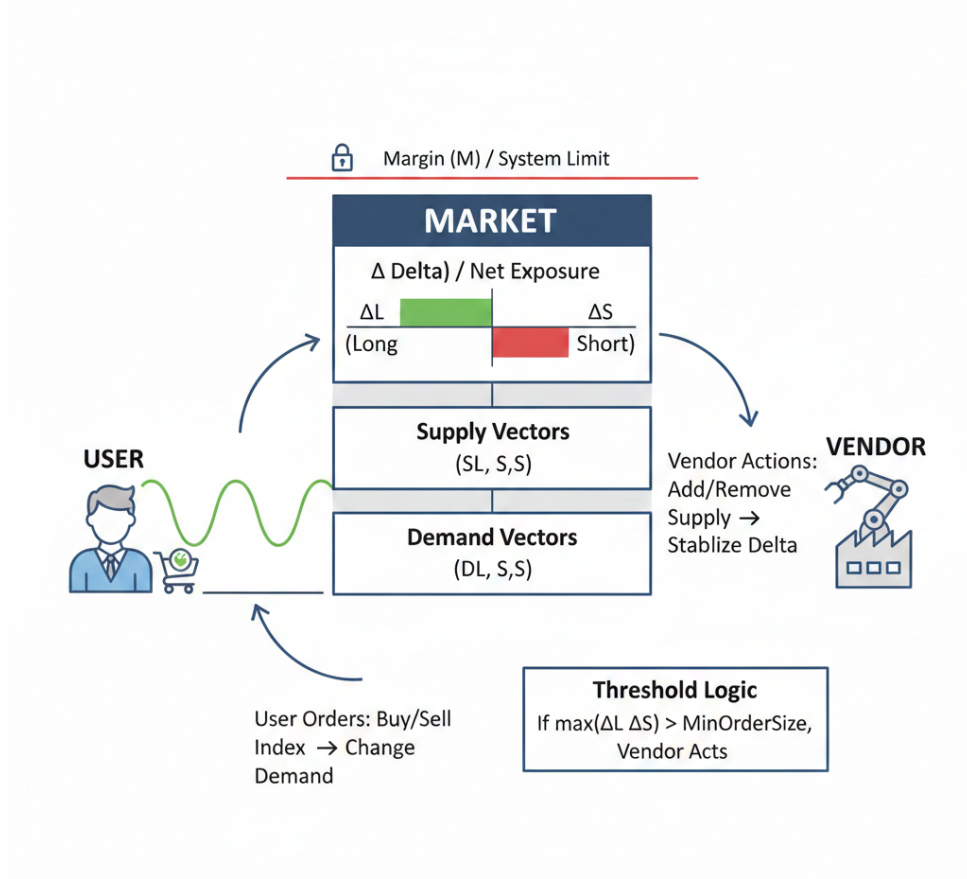 Margin (M) / System Limit
MARKET
Δ Delta) / Net Exposure
ΔL
ΔS
(Long
Short)
Supply Vectors
(SL, S,S)
USER
Demand Vectors
(DL, S,S)
Vendor Actions:
Add/Remove
Supply →
Stablize Delta
VENDOR
User Orders: Buy/Sell
Index → Change
Demand
Threshold Logic
If max(ΔL ΔS) > MinOrderSize,
Vendor Acts